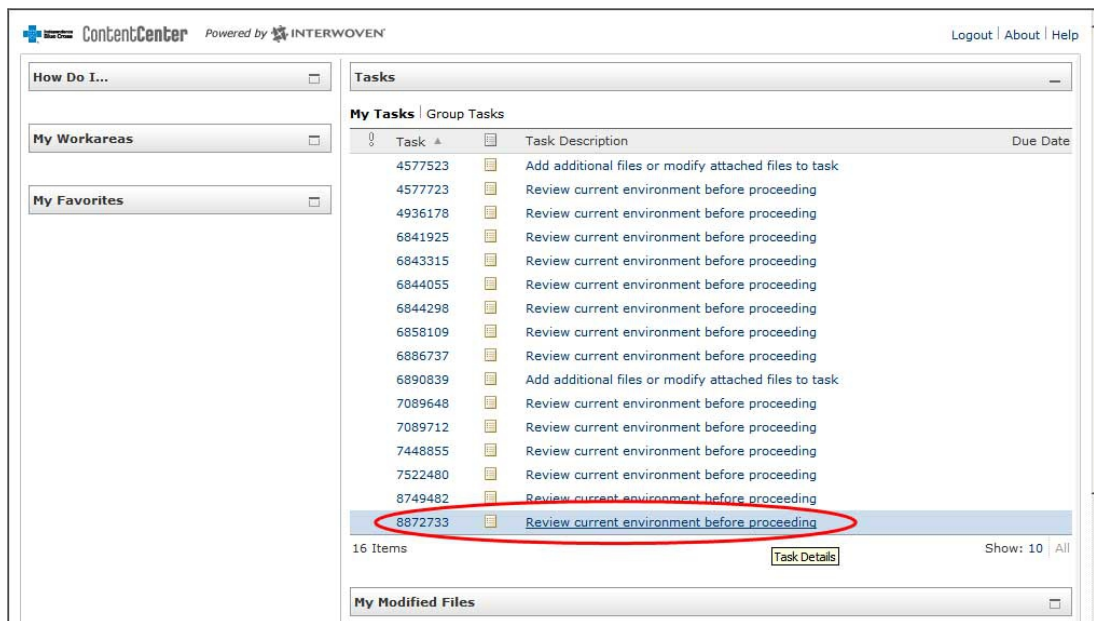 Independence
Blue Cross
ContentCenter Powered by INTERWOVEN
Logout | About | Help
How Do I...
My Workareas
My Favorites
Tasks
My Tasks | Group Tasks
Task Task Description Due Date
4577523 Add additional files or modify attached files to task
4577723 Review current environment before proceeding
4936178 Review current environment before proceeding
6841925 Review current environment before proceeding
6843315 Review current environment before proceeding
6844055 Review current environment before proceeding
6844298 Review current environment before proceeding
6858109 Review current environment before proceeding
6886737 Review current environment before proceeding
6890839 Add additional files or modify attached files to task
7089648 Review current environment before proceeding
7089712 Review current environment before proceeding
7448855 Review current environment before proceeding
7522480 Review current environment before proceeding
8749482 Review current environment before proceeding
8872733 Review current environment before proceeding
16 Items Show: 10 | All
Task Details
My Modified Files